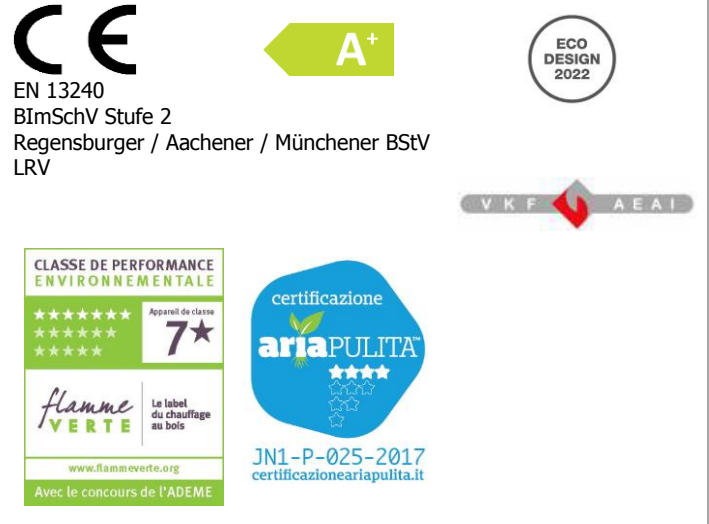 CE
A+
ECO
DESIGN
2022
EN 13240
BImSchV Stufe 2
Regensburger / Aachener / Münchener BStV
LRV
VKF AEAI
CLASSE DE PERFORMANCE
ENVIRONNEMENTALE
Appareil de classe
7★
flamme
VERTE
Le label
du chauffage
au bois
www.flammeverte.org
Avec le concours de l'ADEME
certificazione
ariaPULITA™
JN1-P-025-2017
certificazioneariapulita.it